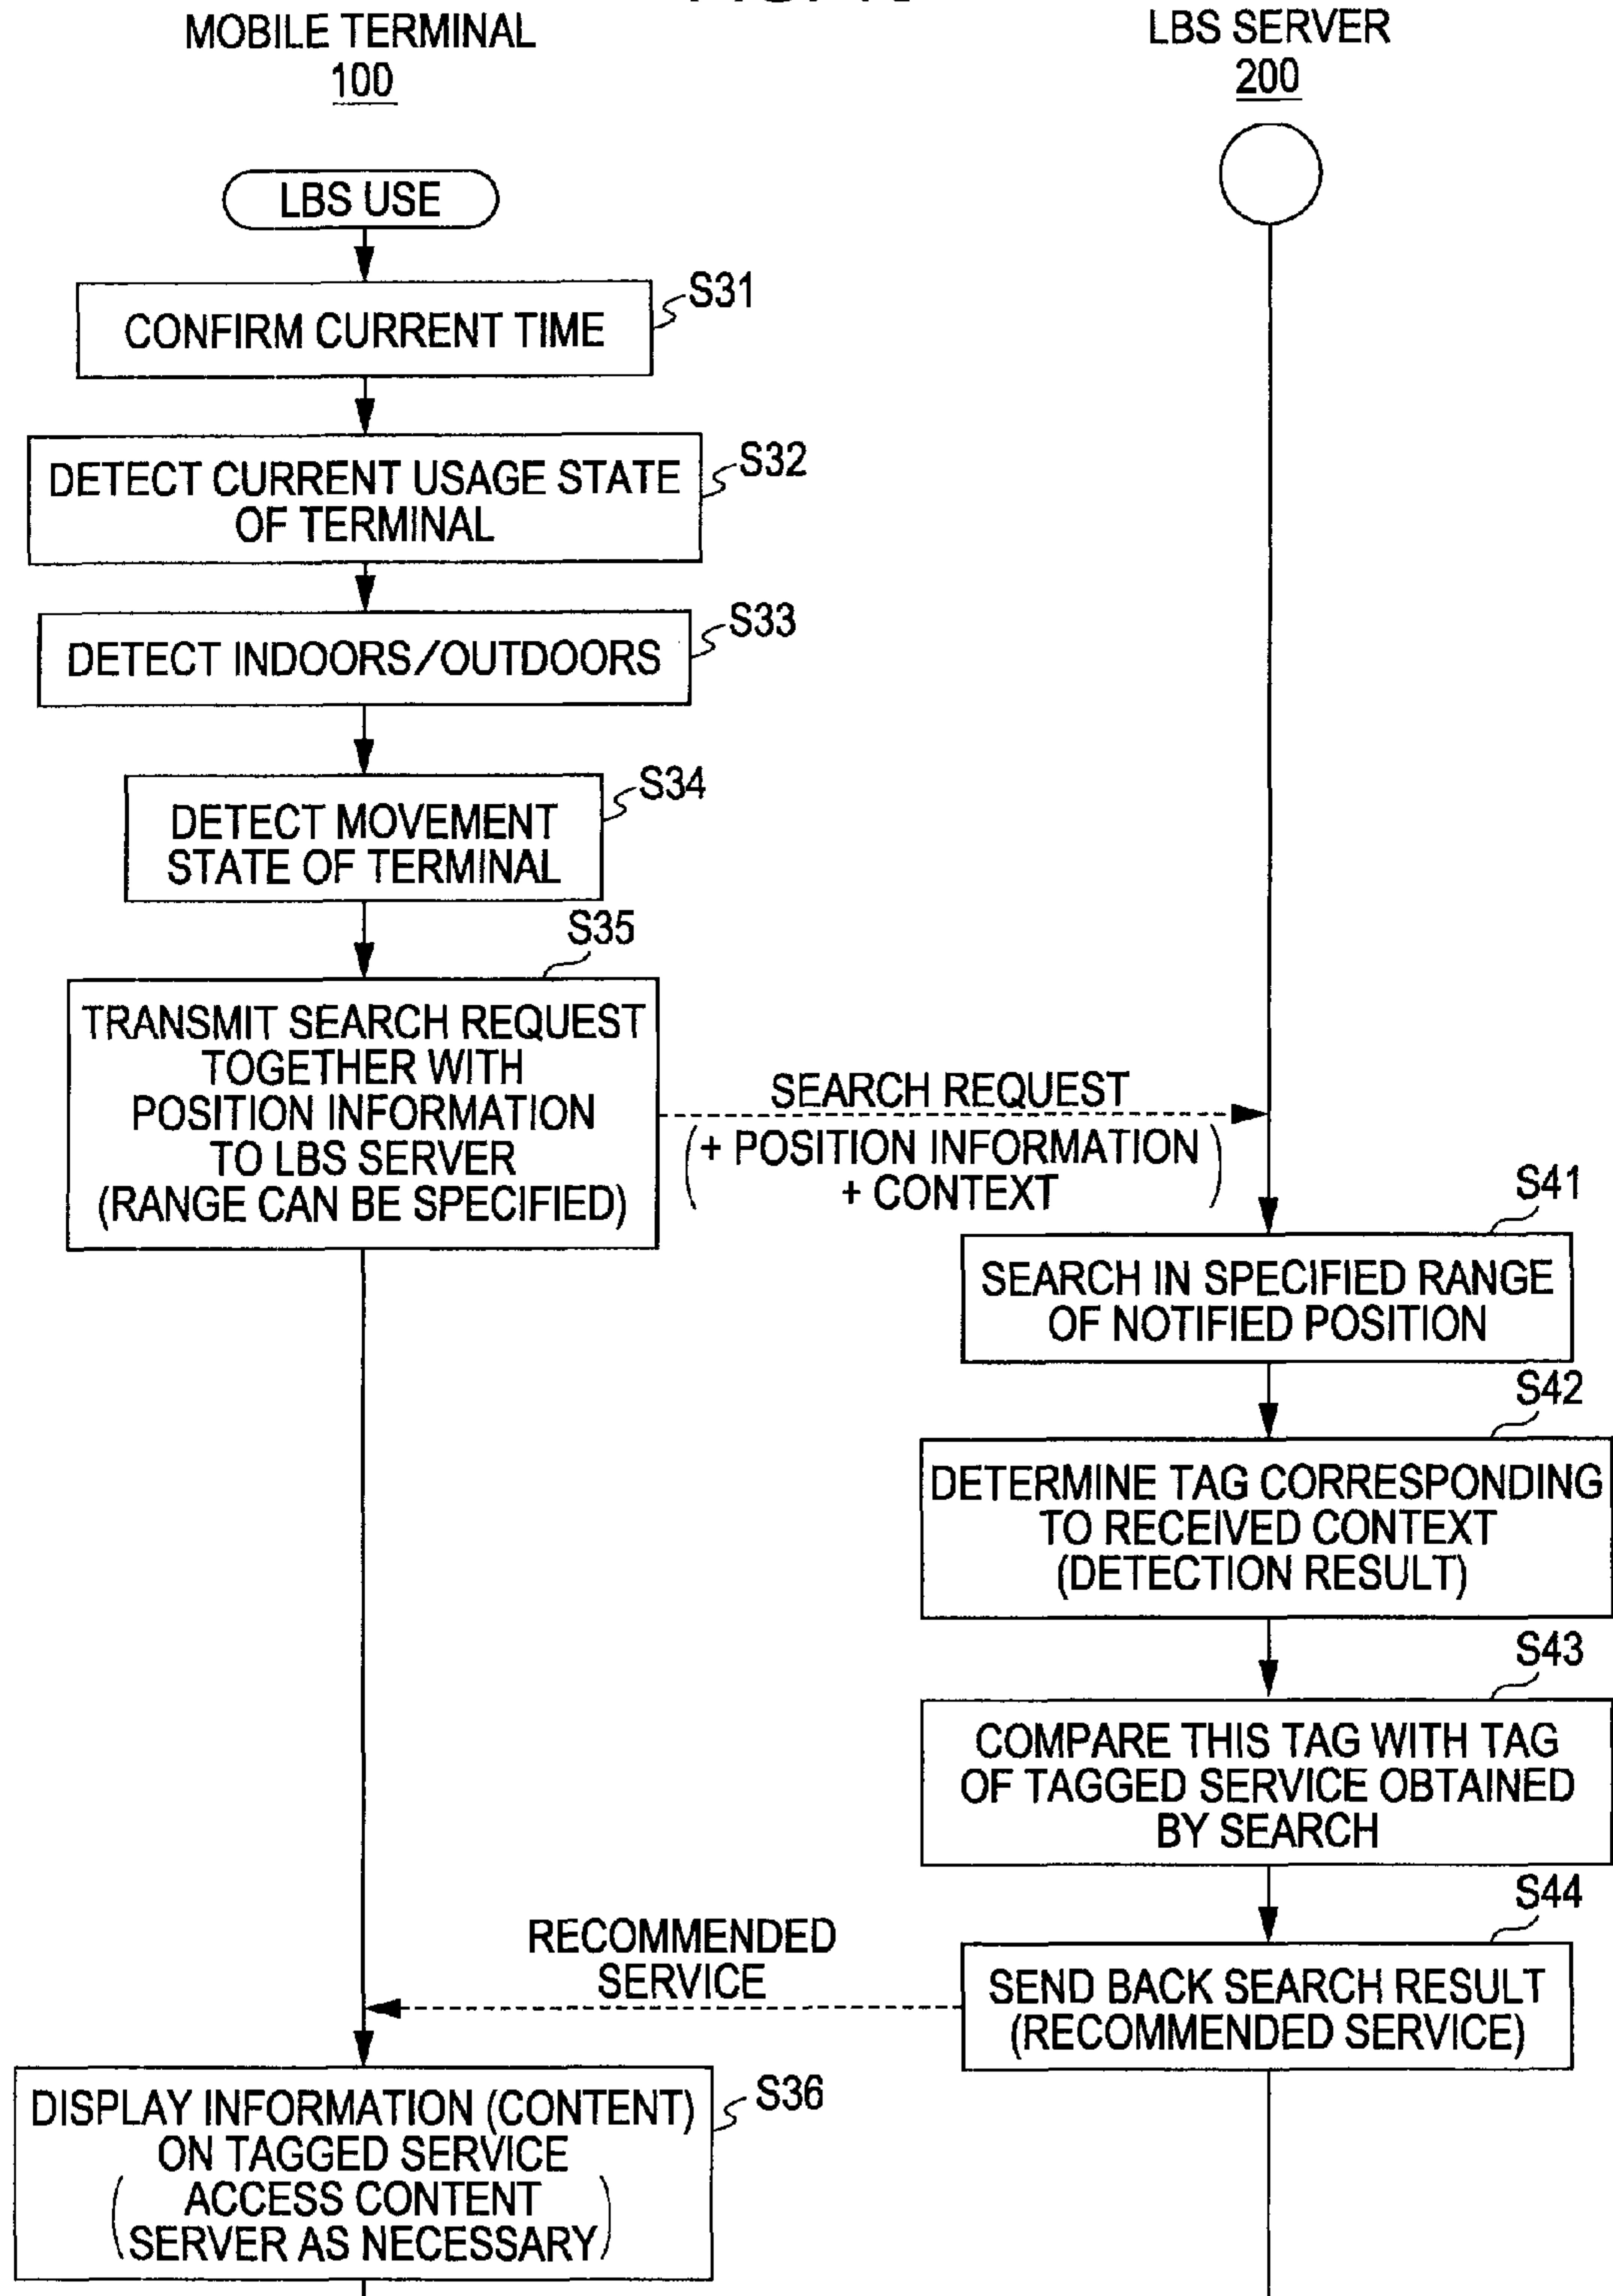 MOBILE TERMINAL
100
LBS SERVER
200
LBS USE
S31
CONFIRM CURRENT TIME
S32
DETECT CURRENT USAGE STATE
OF TERMINAL
S33
DETECT INDOORS/OUTDOORS
S34
DETECT MOVEMENT
STATE OF TERMINAL
S35
TRANSMIT SEARCH REQUEST
TOGETHER WITH
POSITION INFORMATION
TO LBS SERVER
(RANGE CAN BE SPECIFIED)
SEARCH REQUEST
(+ POSITION INFORMATION
+ CONTEXT)
S41
SEARCH IN SPECIFIED RANGE
OF NOTIFIED POSITION
S42
DETERMINE TAG CORRESPONDING
TO RECEIVED CONTEXT
(DETECTION RESULT)
S43
COMPARE THIS TAG WITH TAG
OF TAGGED SERVICE OBTAINED
BY SEARCH
S44
SEND BACK SEARCH RESULT
(RECOMMENDED SERVICE)
RECOMMENDED
SERVICE
S36
DISPLAY INFORMATION (CONTENT)
ON TAGGED SERVICE
(ACCESS CONTENT
SERVER AS NECESSARY)